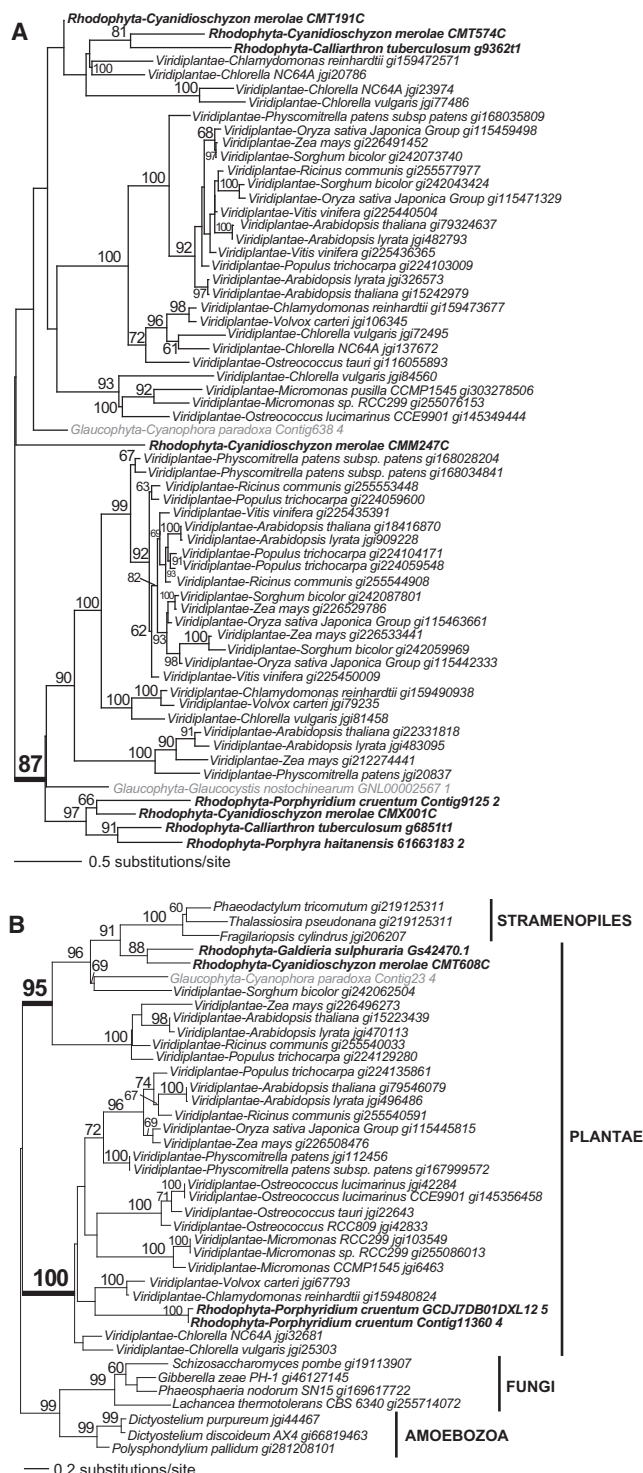 A
Rhodophyta-Cyanidioschyzon merolae CMT191C
81
Rhodophyta-Cyanidioschyzon merolae CMT574C
Rhodophyta-Calliarthron tuberculosum g9362t1
Viridiplantae-Chlamydomonas reinhardtii gi159472571
100
Viridiplantae-Chlorella NC64A jgi20786
100
Viridiplantae-Chlorella NC64A jgi23974
Viridiplantae-Chlorella vulgaris jgi77486
Viridiplantae-Physcomitrella patens subsp patens gi168035809
68
Viridiplantae-Oryza sativa Japonica Group gi115459498
Viridiplantae-Zea mays gi226491452
97
Viridiplantae-Sorghum bicolor gi242073740
100
Viridiplantae-Ricinus communis gi255577977
100
Viridiplantae-Sorghum bicolor gi242043424
Viridiplantae-Oryza sativa Japonica Group gi115471329
Viridiplantae-Vitis vinifera gi225440504
100
Viridiplantae-Arabidopsis thaliana gi79324637
Viridiplantae-Arabidopsis lyrata jgi482793
92
Viridiplantae-Vitis vinifera gi225436365
100
Viridiplantae-Populus trichocarpa gi224103009
Viridiplantae-Arabidopsis lyrata jgi326573
97
Viridiplantae-Arabidopsis thaliana gi15242979
98
Viridiplantae-Chlamydomonas reinhardtii gi159473677
96
Viridiplantae-Volvox carteri jgi106345
72
Viridiplantae-Chlorella vulgaris jgi72495
61
Viridiplantae-Chlorella NC64A jgi137672
Viridiplantae-Ostreococcus tauri gi116055893
93
Viridiplantae-Chlorella vulgaris jgi84560
92
Viridiplantae-Micromonas pusilla CCMP1545 gi303278506
100
Viridiplantae-Micromonas sp. RCC299 gi255076153
Viridiplantae-Ostreococcus lucimarinus CCE9901 gi145349444
Glaucophyta-Cyanophora paradoxa Contig638 4
Rhodophyta-Cyanidioschyzon merolae CMM247C
67
Viridiplantae-Physcomitrella patens subsp. patens gi168028204
Viridiplantae-Physcomitrella patens subsp. patens gi168034841
63
Viridiplantae-Ricinus communis gi255553448
99
Viridiplantae-Populus trichocarpa gi224059600
Viridiplantae-Vitis vinifera gi225435391
69
100
Viridiplantae-Arabidopsis thaliana gi18416870
Viridiplantae-Arabidopsis lyrata jgi909228
92
91
Viridiplantae-Populus trichocarpa gi224104171
Viridiplantae-Populus trichocarpa gi224059548
82
93
Viridiplantae-Ricinus communis gi255544908
100
Viridiplantae-Sorghum bicolor gi242087801
100
Viridiplantae-Zea mays gi226529786
Viridiplantae-Oryza sativa Japonica Group gi115463661
62
93
100
Viridiplantae-Zea mays gi226533441
Viridiplantae-Sorghum bicolor gi242059969
98
Viridiplantae-Oryza sativa Japonica Group gi115442333
90
Viridiplantae-Vitis vinifera gi225450009
100
100
Viridiplantae-Chlamydomonas reinhardtii gi159490938
Viridiplantae-Volvox carteri jgi79235
Viridiplantae-Chlorella vulgaris jgi81458
91
Viridiplantae-Arabidopsis thaliana gi22331818
90
Viridiplantae-Arabidopsis lyrata jgi483095
100
Viridiplantae-Zea mays gi212274441
87
Viridiplantae-Physcomitrella patens jgi20837
Glaucophyta-Glaucocystis nostochinearum GNL00002567 1
66
Rhodophyta-Porphyridium cruentum Contig9125 2
97
Rhodophyta-Cyanidioschyzon merolae CMX001C
91
Rhodophyta-Calliarthron tuberculosum g6851t1
Rhodophyta-Porphyra haitanensis 61663183 2
0.5 substitutions/site
B
60
Phaeodactylum tricornutum gi219125311
100
Thalassiosira pseudonana gi219125311
STRAMENOPILES
91
Fragilariopsis cylindrus jgi206207
96
88
Rhodophyta-Galdieria sulphuraria Gs42470.1
Rhodophyta-Cyanidioschyzon merolae CMT608C
69
Glaucophyta-Cyanophora paradoxa Contig23 4
95
Viridiplantae-Sorghum bicolor gi242062504
Viridiplantae-Zea mays gi226496273
98
Viridiplantae-Arabidopsis thaliana gi15223439
Viridiplantae-Arabidopsis lyrata jgi470113
100
Viridiplantae-Ricinus communis gi255540033
Viridiplantae-Populus trichocarpa gi224129280
Viridiplantae-Populus trichocarpa gi224135861
74
100
Viridiplantae-Arabidopsis thaliana gi79546079
67
Viridiplantae-Arabidopsis lyrata jgi496486
96
Viridiplantae-Ricinus communis gi255540591
69
Viridiplantae-Oryza sativa Japonica Group gi115445815
PLANTAE
72
Viridiplantae-Zea mays gi226508476
100
Viridiplantae-Physcomitrella patens jgi112456
Viridiplantae-Physcomitrella patens subsp. patens gi167999572
100
Viridiplantae-Ostreococcus lucimarinus jgi42284
71
Viridiplantae-Ostreococcus lucimarinus CCE9901 gi145356458
100
Viridiplantae-Ostreococcus tauri jgi22643
Viridiplantae-Ostreococcus RCC809 jgi42833
100
Viridiplantae-Micromonas RCC299 jgi103549
100
Viridiplantae-Micromonas sp. RCC299 gi255086013
Viridiplantae-Micromonas CCMP1545 jgi6463
100
100
Viridiplantae-Volvox carteri jgi67793
Viridiplantae-Chlamydomonas reinhardtii gi159480824
100
Rhodophyta-Porphyridium cruentum GCDJ7DB01DXL12 5
Rhodophyta-Porphyridium cruentum Contig11360 4
Viridiplantae-Chlorella NC64A jgi32681
Viridiplantae-Chlorella vulgaris jgi25303
60
Schizosaccharomyces pombe gi19113907
99
Gibberella zeae PH-1 gi46127145
FUNGI
Phaeosphaeria nodorum SN15 gi169617722
99
Lachancea thermotolerans CBS 6340 gi255714072
99
Dictyostelium purpureum jgi44467
99
Dictyostelium discoideum AX4 gi66819463
AMOEBOZOA
Polysphondylium pallidum gi281208101
0.2 substitutions/site